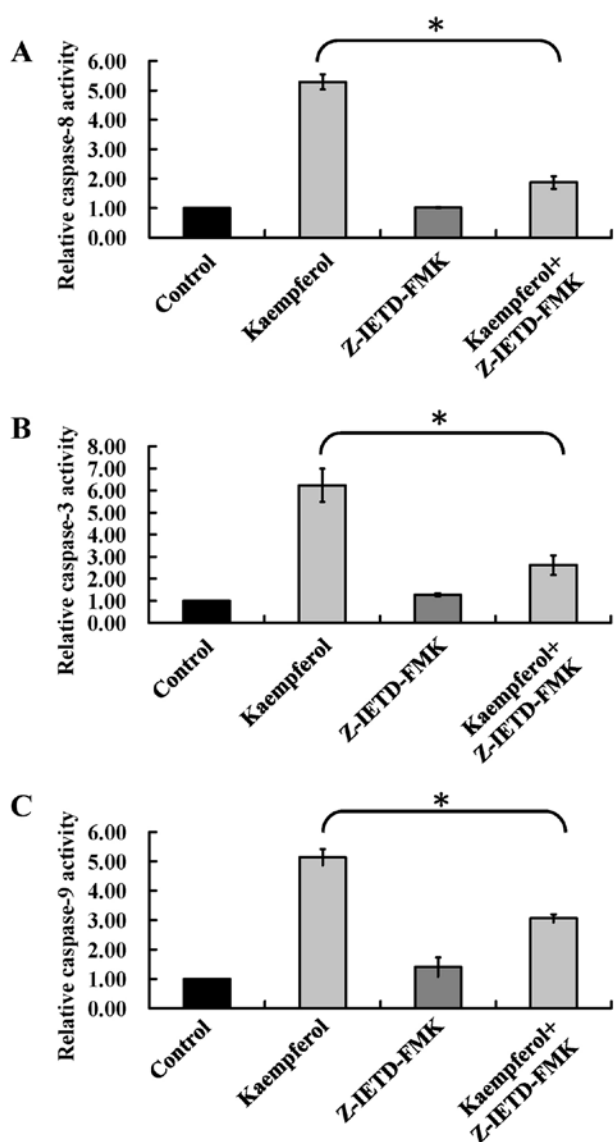 A
*
Relative caspase-8 activity
6.00
5.00
4.00
3.00
2.00
1.00
0.00
Control
Kaempferol
Z-IETD-FMK
Kaempferol+
Z-IETD-FMK
B
*
Relative caspase-3 activity
8.00
7.00
6.00
5.00
4.00
3.00
2.00
1.00
0.00
Control
Kaempferol
Z-IETD-FMK
Kaempferol+
Z-IETD-FMK
C
*
Relative caspase-9 activity
6.00
5.00
4.00
3.00
2.00
1.00
0.00
Control
Kaempferol
Z-IETD-FMK
Kaempferol+
Z-IETD-FMK